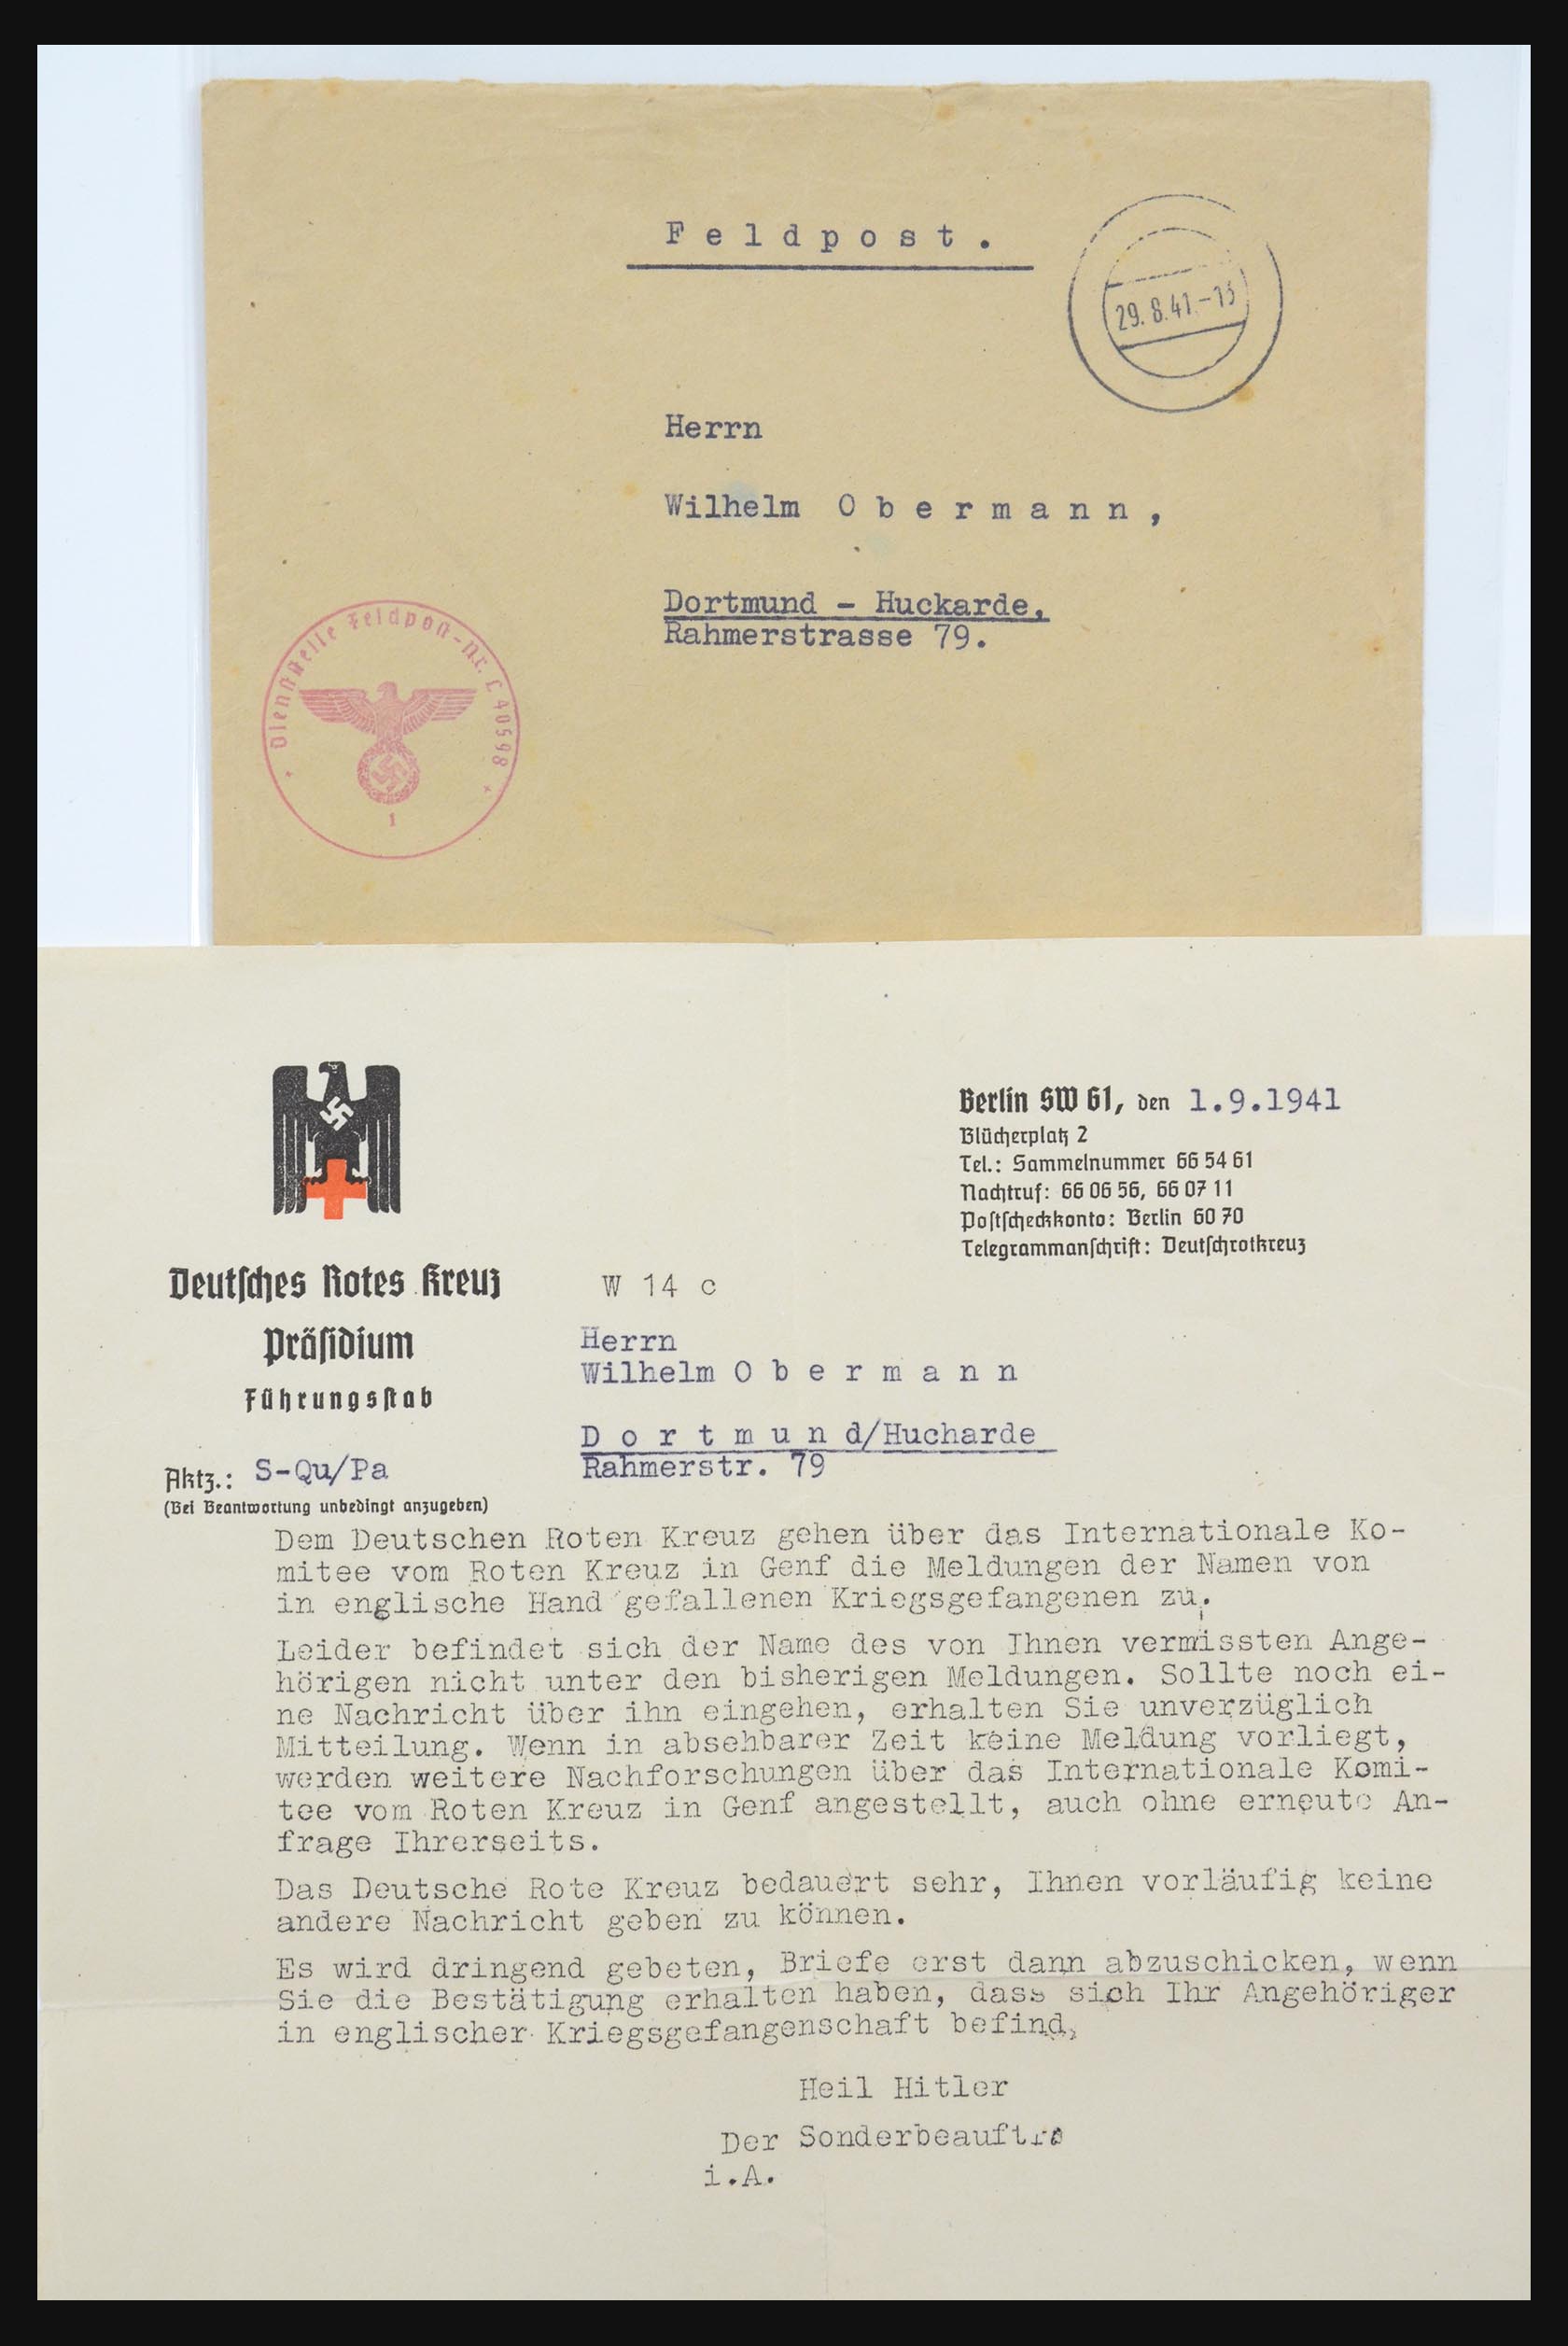 F e l d p o s t .
29.8.41.-13
Herrn
Wilhelm O b e r m a n n ,
Dortmund - Huckarde,
Rahmerstrasse 79.
Dienststelle Feldpost-Nr. L 40598
1
Berlin SW 61, den 1.9.1941
Blücherplatz 2
Tel.: Sammelnummer 66 54 61
Nachtruf: 66 06 56, 66 07 11
Postscheckkonto: Berlin 60 70
Telegrammanschrift: Deutschrotkreuz
Deutsches Rotes Kreuz
Präsidium
Führungsstab
Aktz.: S-Qu/Pa
(Bei Beantwortung unbedingt anzugeben)
W 14 c
Herrn
Wilhelm O b e r m a n n
D o r t m u n d/Hucharde
Rahmerstr. 79
Dem Deutschen Roten Kreuz gehen über das Internationale Ko-
mitee vom Roten Kreuz in Genf die Meldungen der Namen von
in englische Hand gefallenen Kriegsgefangenen zu.
Leider befindet sich der Name des von Ihnen vermissten Ange-
hörigen nicht unter den bisherigen Meldungen. Sollte noch ei-
ne Nachricht über ihn eingehen, erhalten Sie unverzüglich
Mitteilung. Wenn in absehbarer Zeit keine Meldung vorliegt,
werden weitere Nachforschungen über das Internationale Komi-
tee vom Roten Kreuz in Genf angestellt, auch ohne erneute An-
frage Ihrerseits.
Das Deutsche Rote Kreuz bedauert sehr, Ihnen vorläufig keine
andere Nachricht geben zu können.
Es wird dringend gebeten, Briefe erst dann abzuschicken, wenn
Sie die Bestätigung erhalten haben, dass sich Ihr Angehöriger
in englischer Kriegsgefangenschaft befind
Heil Hitler
Der Sonderbeauftra
i.A.